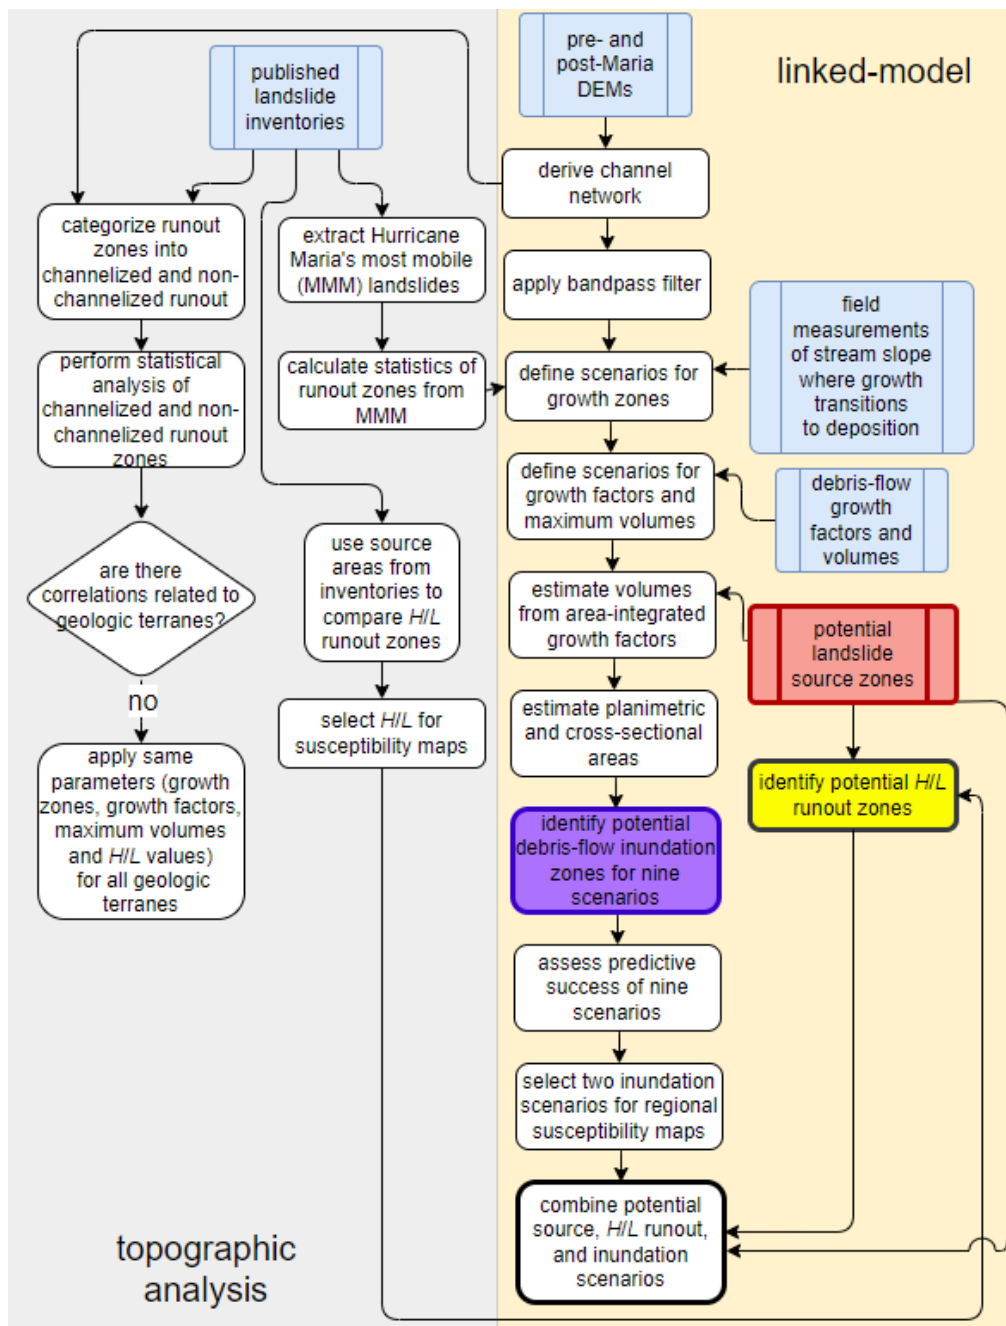 linked-model
pre- and
post-Maria
DEMs
published
landslide
inventories
derive channel
network
categorize runout
zones into
channelized and non-
channelized runout
extract Hurricane
Maria's most mobile
(MMM) landslides
apply bandpass filter
field
measurements
of stream slope
where growth
transitions
to deposition
perform statistical
analysis of
channelized and non-
channelized runout
zones
calculate statistics of
runout zones from
MMM
define scenarios for
growth zones
define scenarios for
growth factors and
maximum volumes
debris-flow
growth
factors and
volumes
are there
correlations related to
geologic terranes?
use source
areas from
inventories to
compare H/L
runout zones
estimate volumes
from area-integrated
growth factors
potential
landslide
source zones
no
select H/L for
susceptibility maps
estimate planimetric
and cross-sectional
areas
apply same
parameters (growth
zones, growth factors,
maximum volumes
and H/L values)
for all geologic
terranes
identify potential H/L
runout zones
identify potential
debris-flow inundation
zones for nine
scenarios
assess predictive
success of nine
scenarios
select two inundation
scenarios for regional
susceptibility maps
combine potential
source, H/L runout,
and inundation
scenarios
topographic
analysis